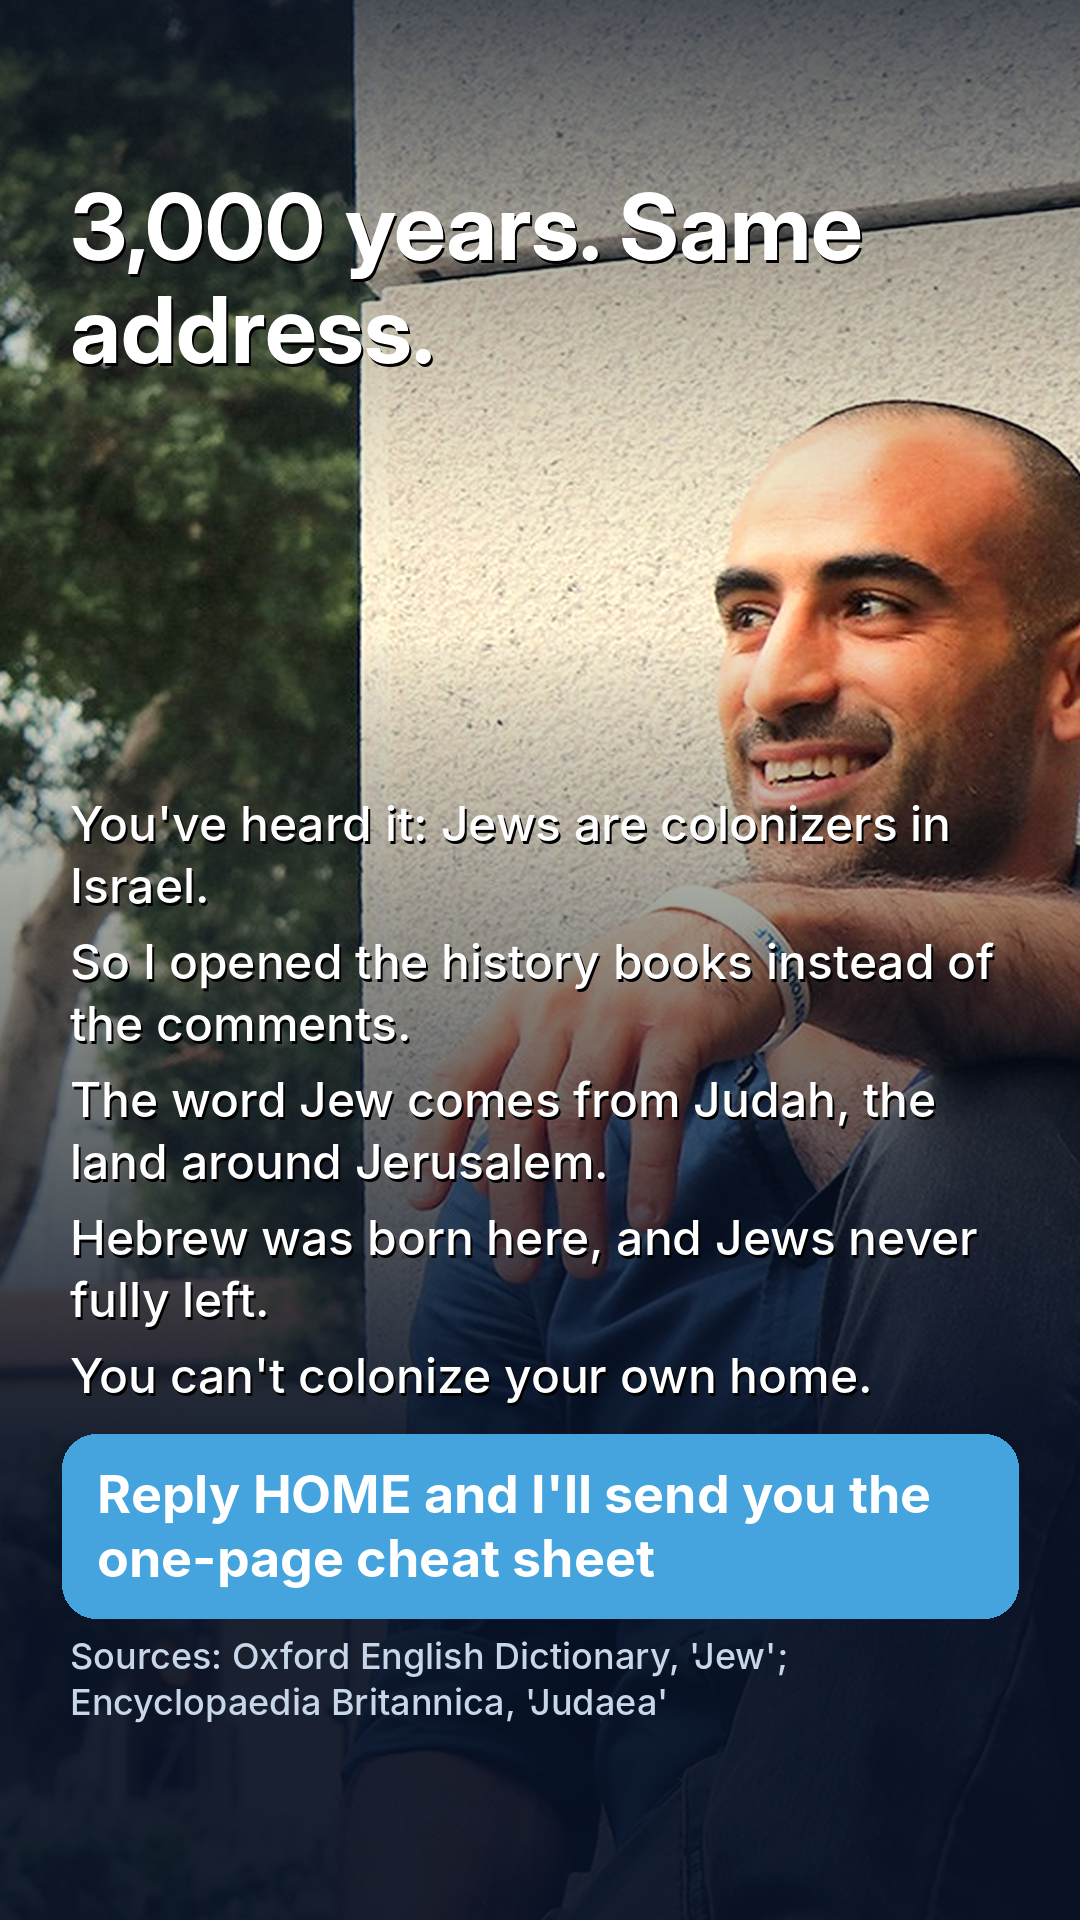 3,000 years. Same
address.
You've heard it: Jews are colonizers in
Israel.
So I opened the history books instead of
the comments.
The word Jew comes from Judah, the
land around Jerusalem.
Hebrew was born here, and Jews never
fully left.
You can't colonize your own home.
Reply HOME and I'll send you the
one-page cheat sheet
Sources: Oxford English Dictionary, 'Jew';
Encyclopaedia Britannica, 'Judaea'